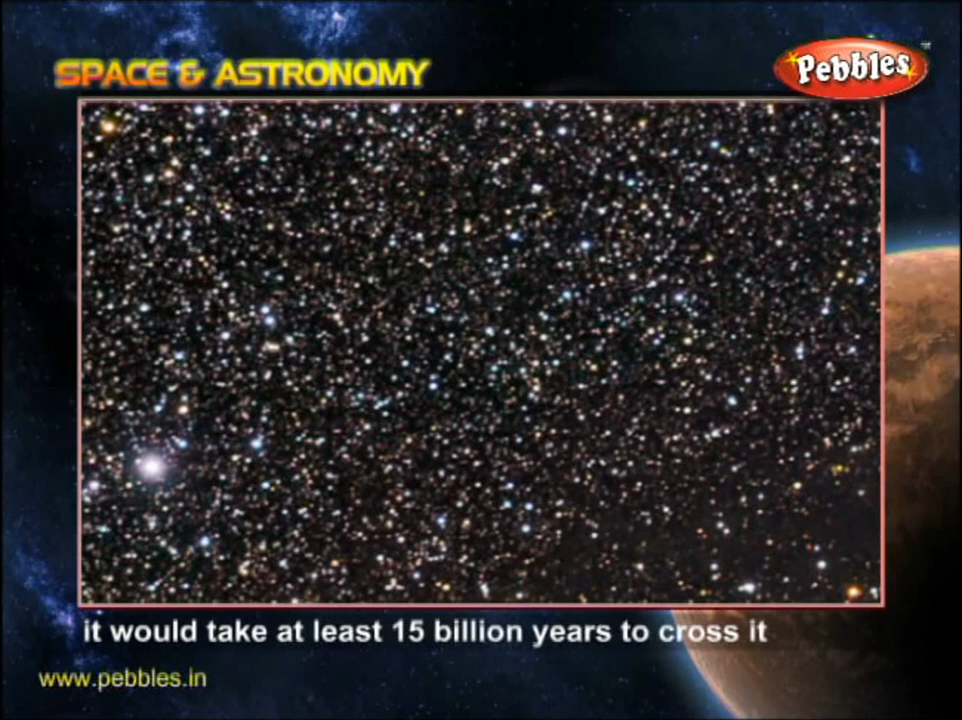 SPACE & ASTRONOMY
Pebbles
it would take at least 15 billion years to cross it
www.pebbles.in